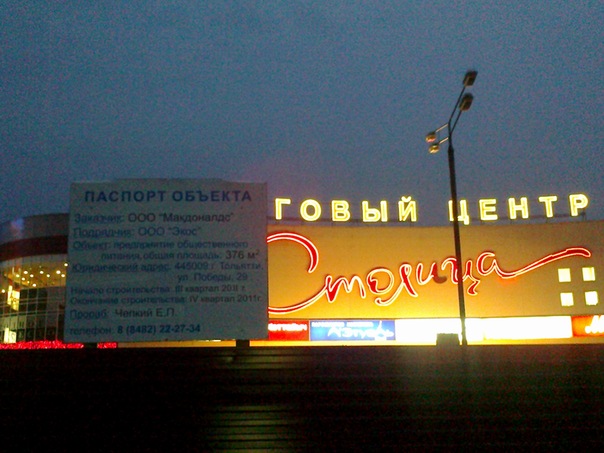 ПАСПОРТ ОБЪЕКТА
Заказчик: ООО "Макдоналдс"
Подрядчик: ООО "Экос"
Объект: предприятие общественного
питания, общая площадь: 376 м²
Юридический адрес: 445009 г. Тольятти,
ул. Победы, 29
Начало строительства: III квартал 2011 г.
Окончание строительства: IV квартал 2011г.
Прораб: Чепкий Е.П.
телефон: 8 (8482) 22-27-34
ГОВЫЙ ЦЕНТР
Столица